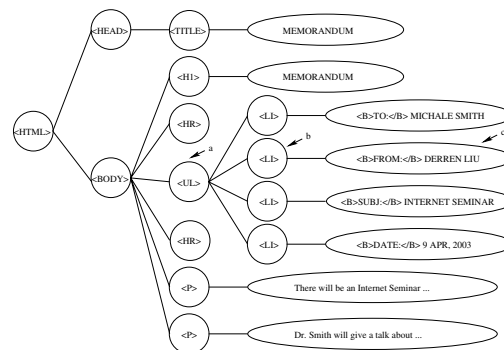 <HEAD> <TITLE> MEMORANDUM
<H1> MEMORANDUM
<HTML>
<HR>
<LI> <B>TO:</B> MICHALE SMITH
a
b
c
<BODY>
<UL>
<LI> <B>FROM:</B> DERREN LIU
<LI> <B>SUBJ:</B> INTERNET SEMINAR
<HR>
<LI> <B>DATE:</B> 9 APR, 2003
<P> There will be an Internet Seminar ...
<P> Dr. Smith will give a talk about ...